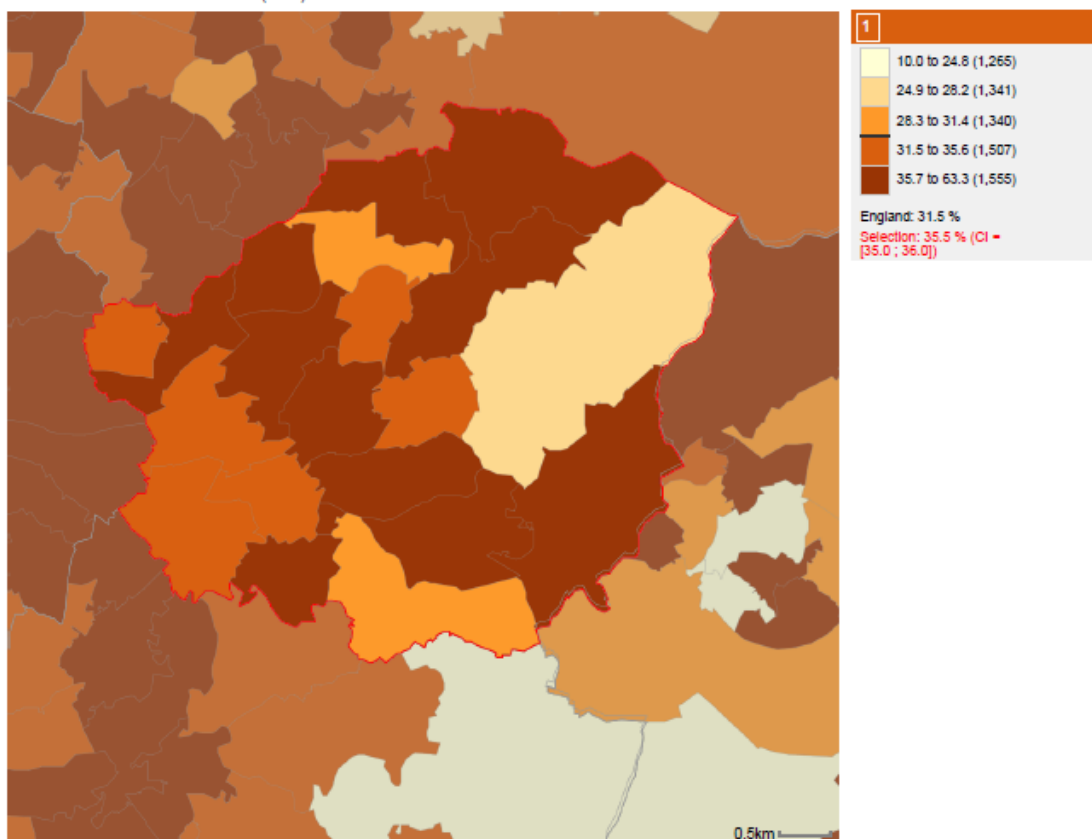 1
10.0 to 24.8 (1,265)
24.9 to 28.2 (1,341)
28.3 to 31.4 (1,340)
31.5 to 35.6 (1,507)
35.7 to 63.3 (1,555)
England: 31.5 %
Selection: 35.5 % (CI =
[35.0 ; 36.0])
0.5km